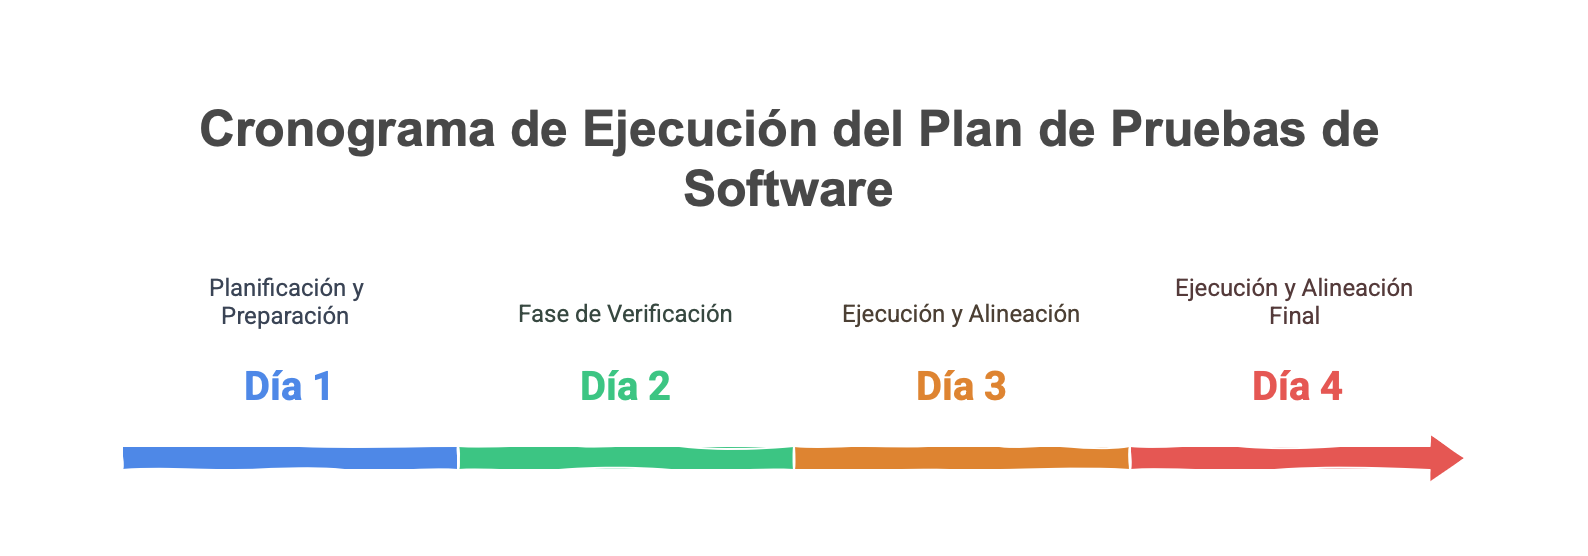 Cronograma de Ejecución del Plan de Pruebas de
Software
Planificación y
Preparación
Día 1
Fase de Verificación
Día 2
Ejecución y Alineación
Día 3
Ejecución y Alineación
Final
Día 4